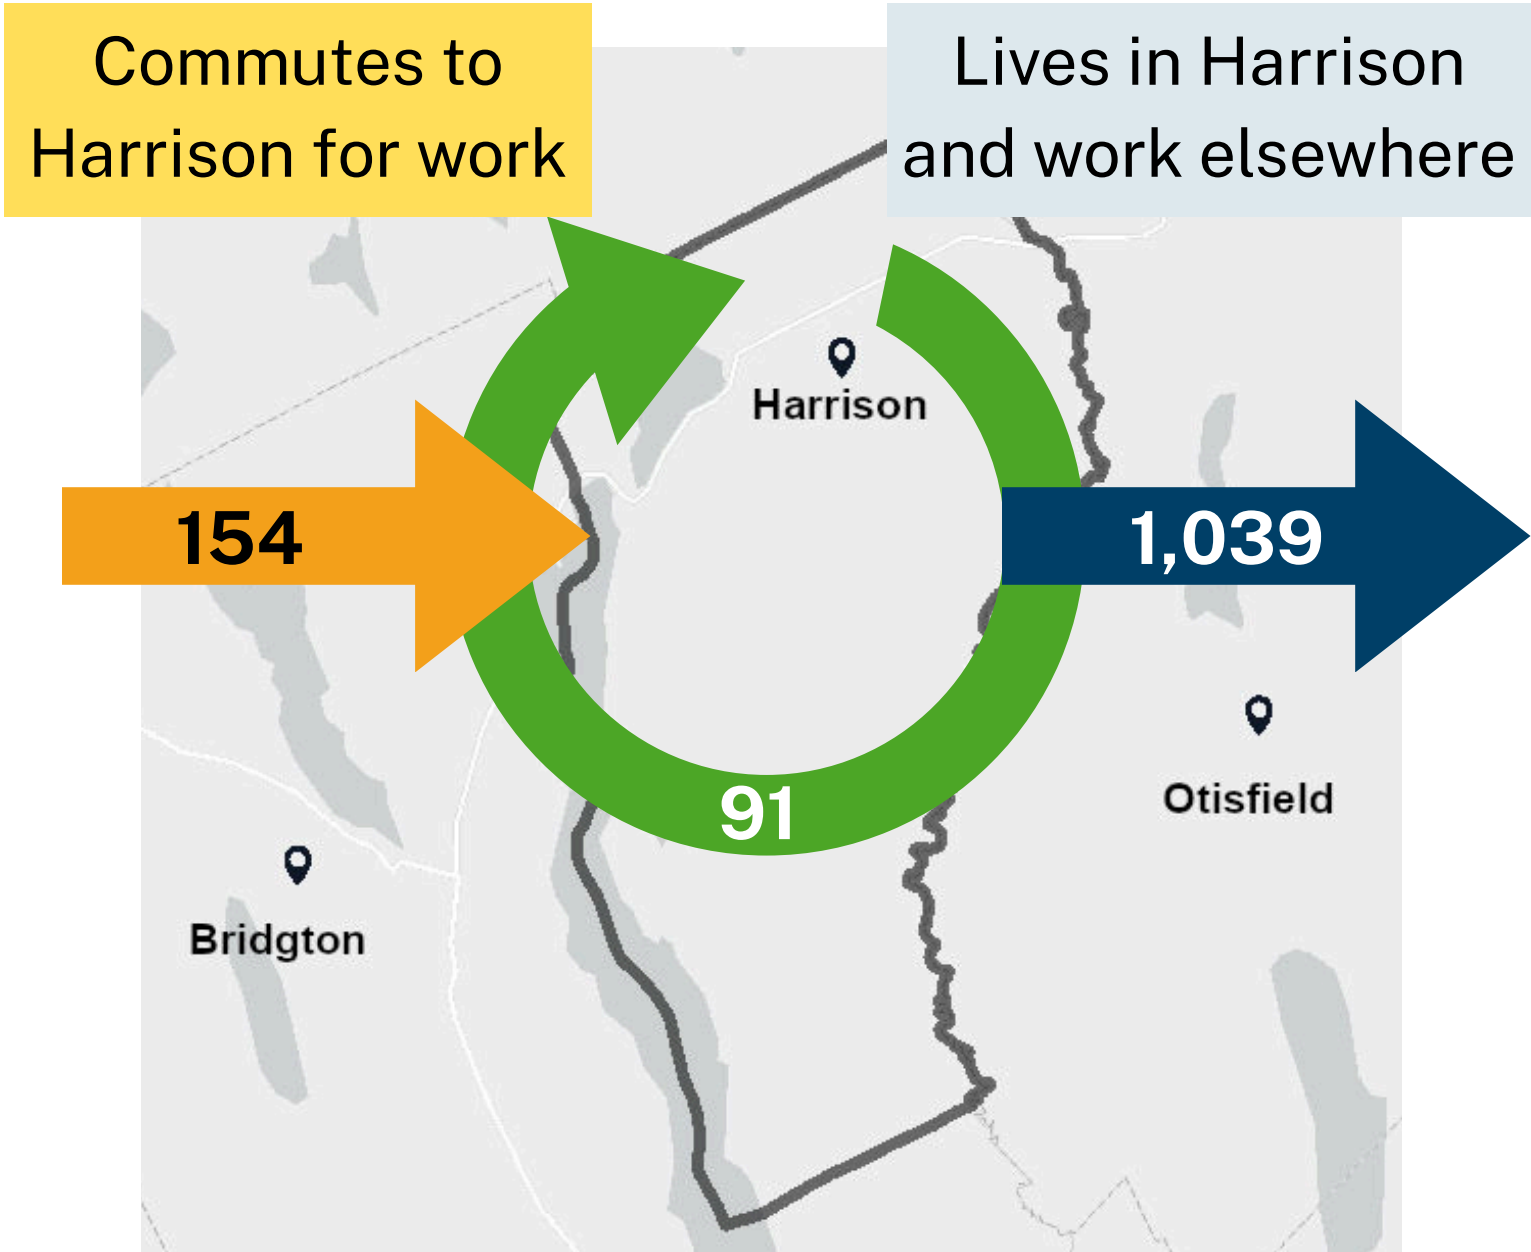 Commutes to
Harrison for work
Lives in Harrison
and work elsewhere
Harrison
154
1,039
91
Otisfield
Bridgton